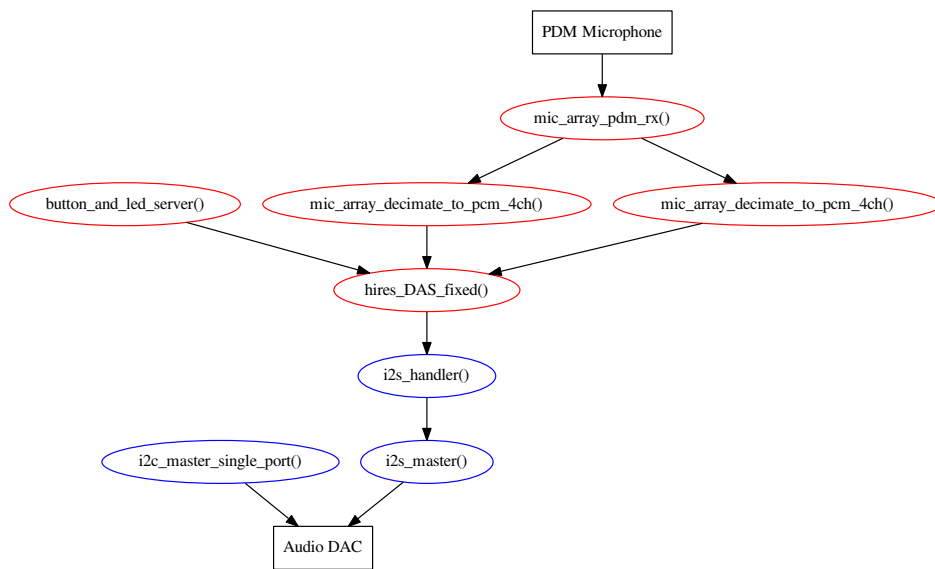 PDM Microphone
mic_array_pdm_rx()
button_and_led_server()
mic_array_decimate_to_pcm_4ch()
mic_array_decimate_to_pcm_4ch()
hires_DAS_fixed()
i2s_handler()
i2c_master_single_port()
i2s_master()
Audio DAC